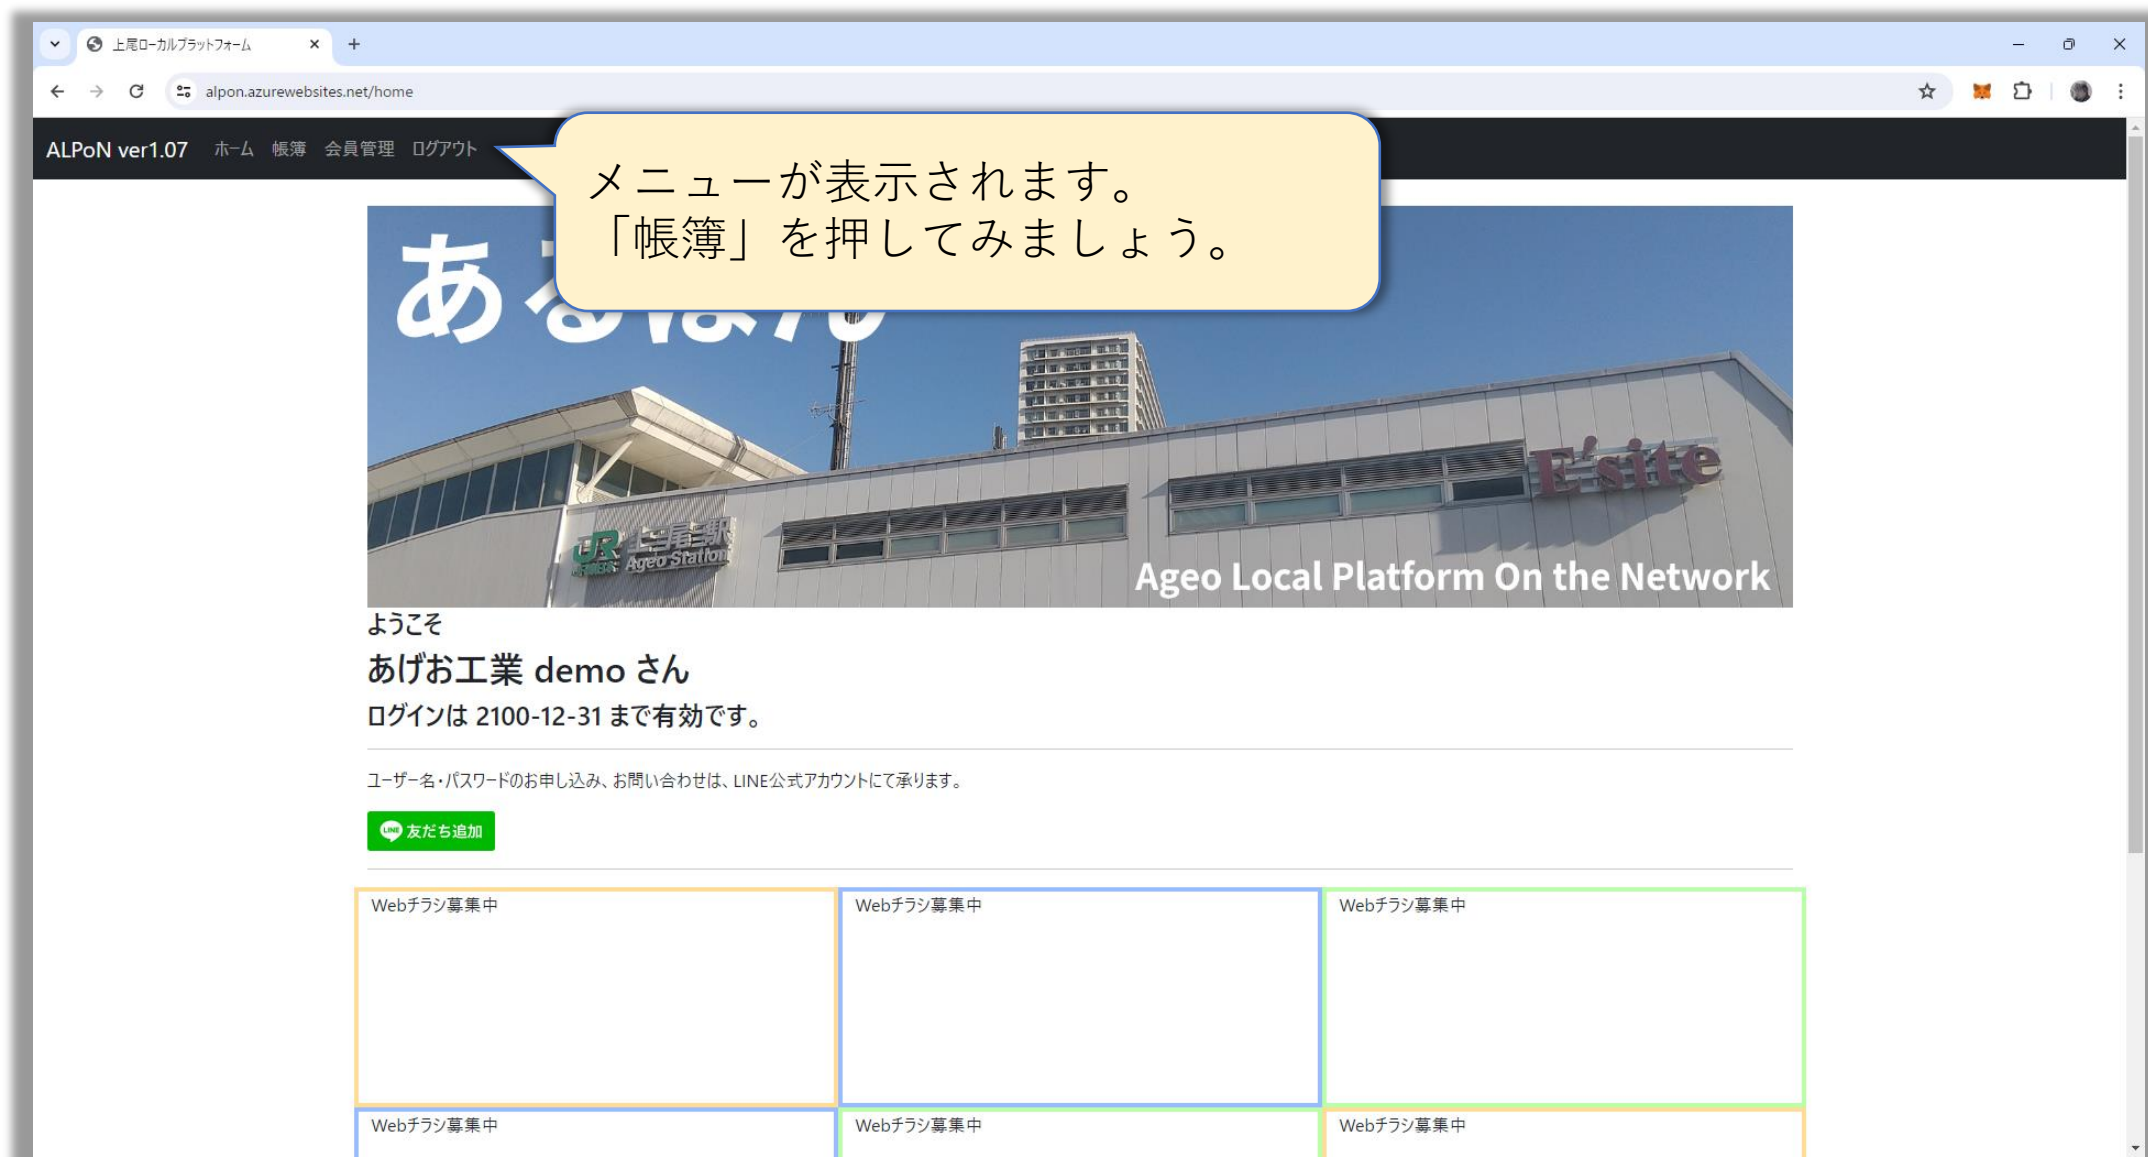 上尾ローカルプラットフォーム
alpon.azurewebsites.net/home
ALPoN ver1.07 ホーム 帳簿 会員管理 ログアウト
メニューが表示されます。
「帳簿」を押してみましょう。
あるぽん
E'site
JR 上尾駅
Ageo Station
Ageo Local Platform On the Network
ようこそ
あげお工業 demo さん
ログインは 2100-12-31 まで有効です。
ユーザー名・パスワードのお申し込み、お問い合わせは、LINE公式アカウントにて承ります。
LINE 友だち追加
Webチラシ募集中 Webチラシ募集中 Webチラシ募集中
Webチラシ募集中 Webチラシ募集中 Webチラシ募集中